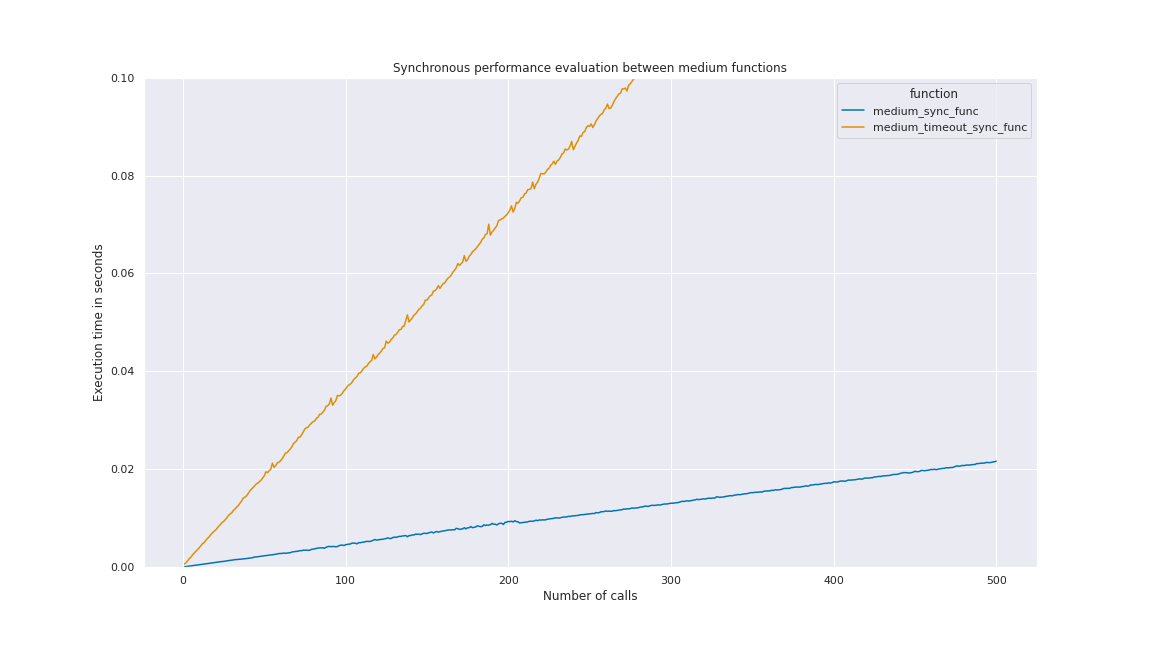 Synchronous performance evaluation between medium functions
function
medium_sync_func
medium_timeout_sync_func
Execution time in seconds
0.10
0.08
0.06
0.04
0.02
0.00
0 100 200 300 400 500
Number of calls